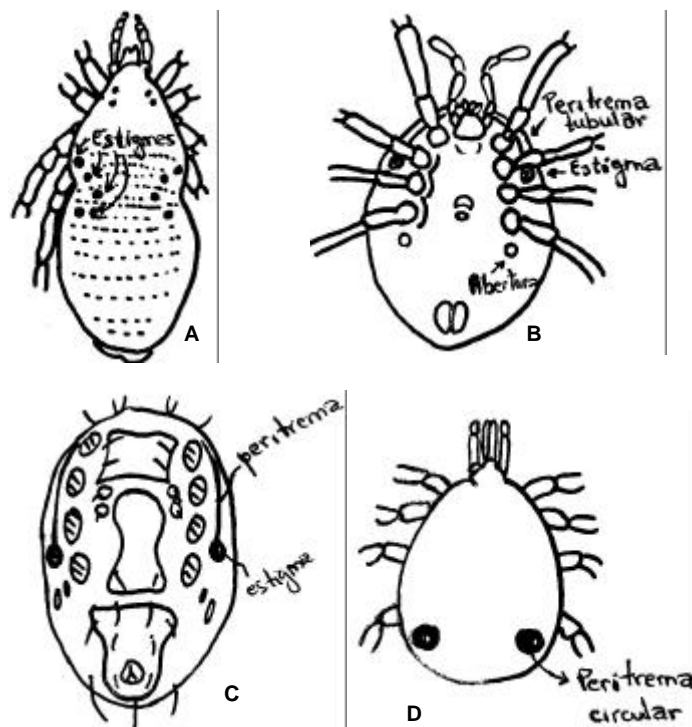 Estigmes
A
Peritrema
tubular
Estigma
Abertura
B
peritrema
estigma
C
Peritrema
circular
D